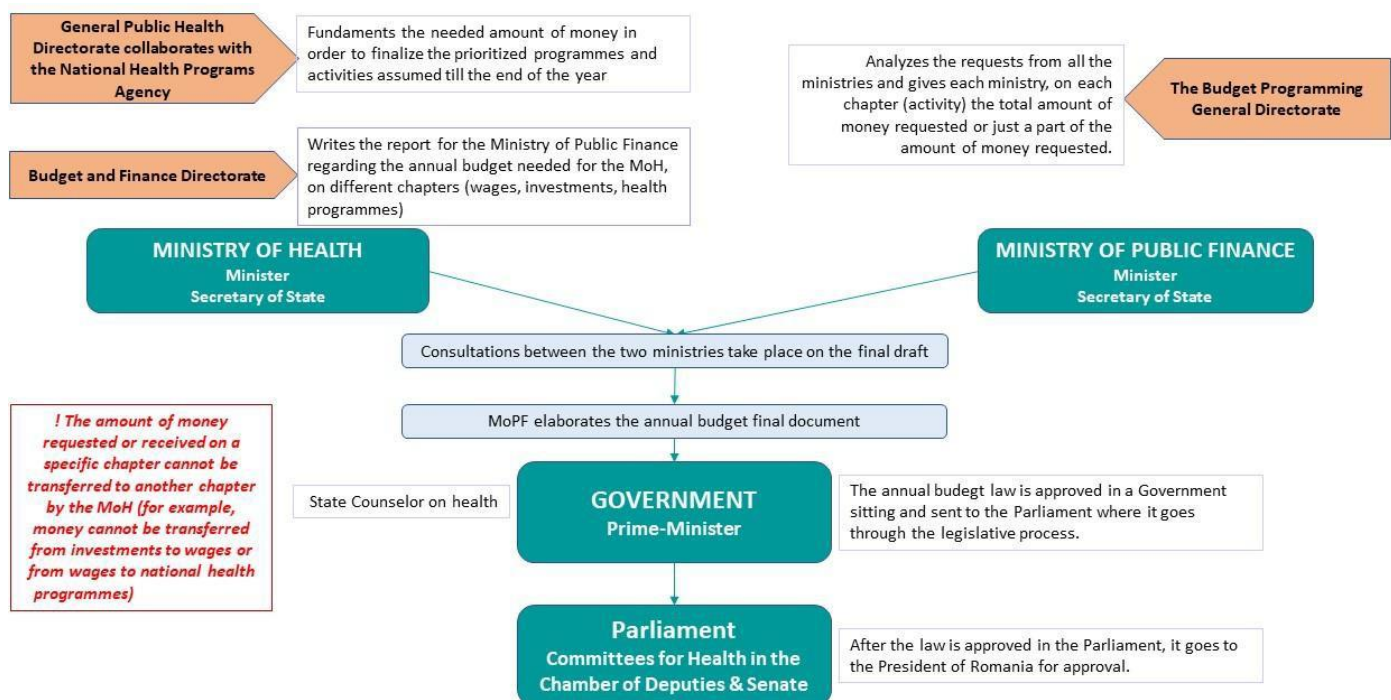 General Public Health
Directorate collaborates with
the National Health Programs
Agency
Fundaments the needed amount of money in
order to finalize the prioritized programmes and
activities assumed till the end of the year
Analyzes the requests from all the
ministries and gives each ministry, on each
chapter (activity) the total amount of
money requested or just a part of the
amount of money requested.
The Budget Programming
General Directorate
Budget and Finance Directorate
Writes the report for the Ministry of Public Finance
regarding the annual budget needed for the MoH,
on different chapters (wages, investments, health
programmes)
MINISTRY OF HEALTH
Minister
Secretary of State
MINISTRY OF PUBLIC FINANCE
Minister
Secretary of State
Consultations between the two ministries take place on the final draft
MoPF elaborates the annual budget final document
! The amount of money
requested or received on a
specific chapter cannot be
transferred to another chapter
by the MoH (for example,
money cannot be transferred
from investments to wages or
from wages to national health
programmes)
State Counselor on health
GOVERNMENT
Prime-Minister
The annual budegt law is approved in a Government
sitting and sent to the Parliament where it goes
through the legislative process.
Parliament
Committees for Health in the
Chamber of Deputies & Senate
After the law is approved in the Parliament, it goes to
the President of Romania for approval.